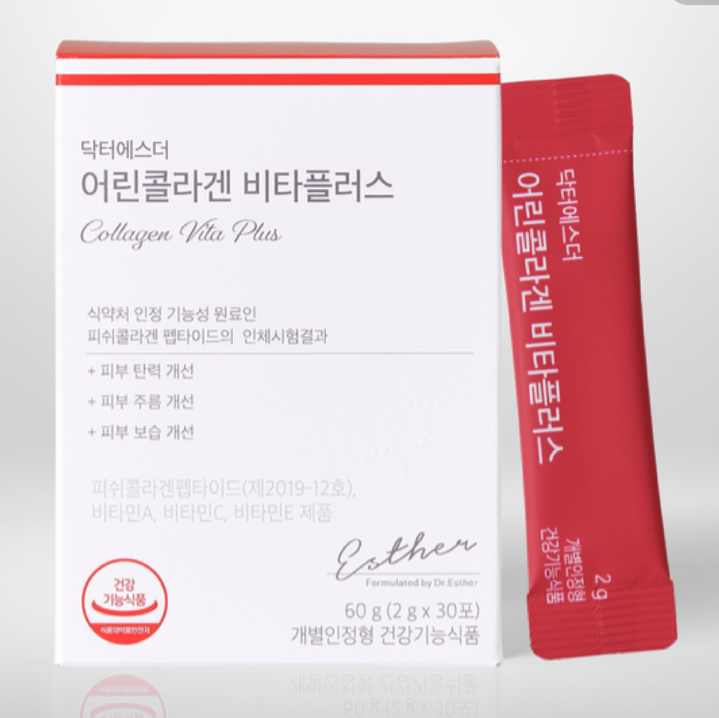 닥터에스더
어린콜라겐 비타플러스
Collagen Vita Plus
식약처 인정 기능성 원료인
피쉬콜라겐 펩타이드의 인체시험결과
+ 피부 탄력 개선
+ 피부 주름 개선
+ 피부 보습 개선
피쉬콜라겐펩타이드(제2019-12호),
비타민A, 비타민C, 비타민E 제품
Esther
Formulated by Dr.Esther
건강
기능식품
식품의약품안전처
60 g (2 g x 30포)
개별인정형 건강기능식품
닥터에스더
어린콜라겐 비타플러스
개별인정형
건강기능식품
2 g